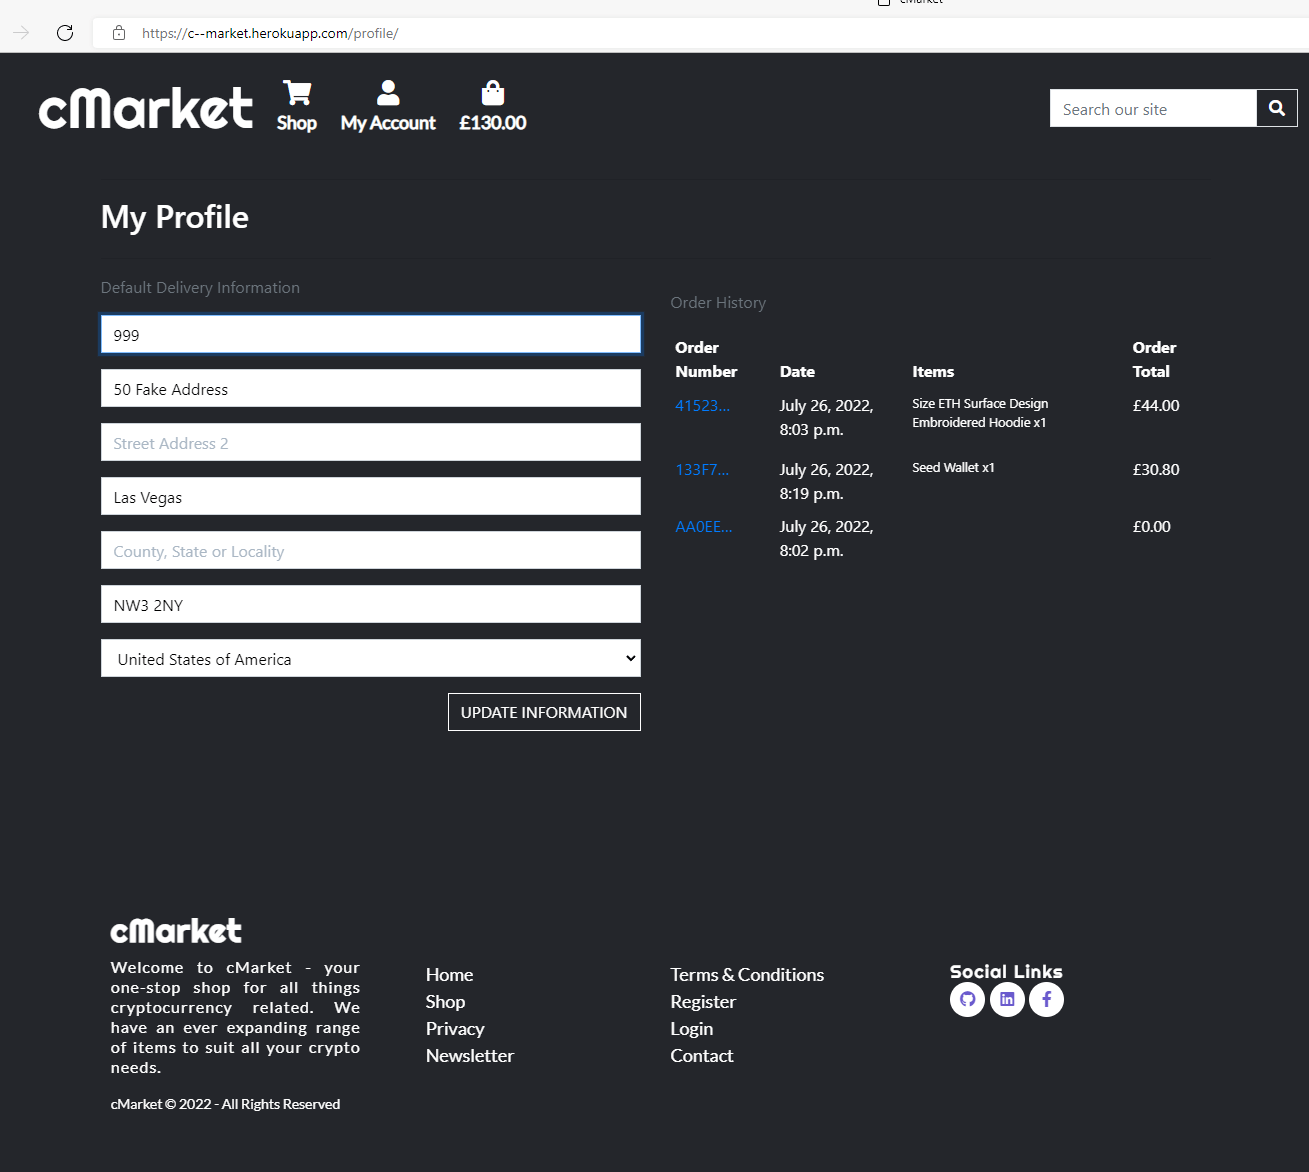 cMarket
https://c--market.herokuapp.com/profile/
cMarket
Shop
My Account
£130.00
Search our site
My Profile
Default Delivery Information
999
50 Fake Address
Street Address 2
Las Vegas
County, State or Locality
NW3 2NY
United States of America
UPDATE INFORMATION
Order History
Order
Number Date Items Order
Total
41523... July 26, 2022,
8:03 p.m. Size ETH Surface Design
Embroidered Hoodie x1 £44.00
133F7... July 26, 2022,
8:19 p.m. Seed Wallet x1 £30.80
AA0EE... July 26, 2022,
8:02 p.m. £0.00
cMarket
Welcome to cMarket - your
one-stop shop for all things
cryptocurrency related. We
have an ever expanding range
of items to suit all your crypto
needs.
cMarket © 2022 - All Rights Reserved
Home
Shop
Privacy
Newsletter
Terms & Conditions
Register
Login
Contact
Social Links